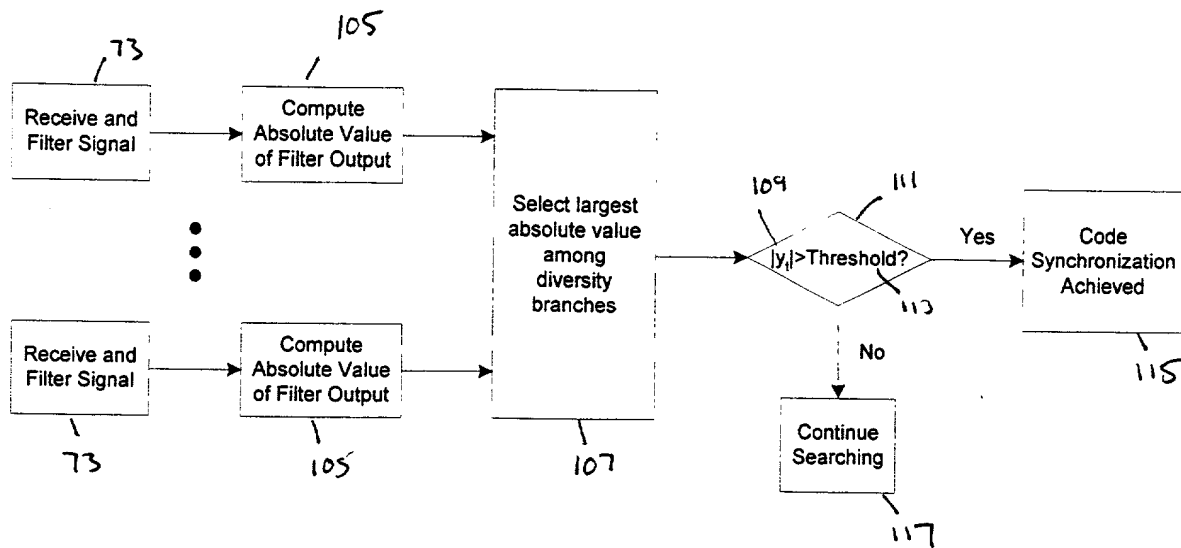 73
105
Receive and
Filter Signal
Compute
Absolute Value
of Filter Output
Select largest
absolute value
among
diversity
branches
109
111
|y_t|>Threshold?
113
Yes
Code
Synchronization
Achieved
115
No
Continue
Searching
117
Receive and
Filter Signal
Compute
Absolute Value
of Filter Output
73
105
107